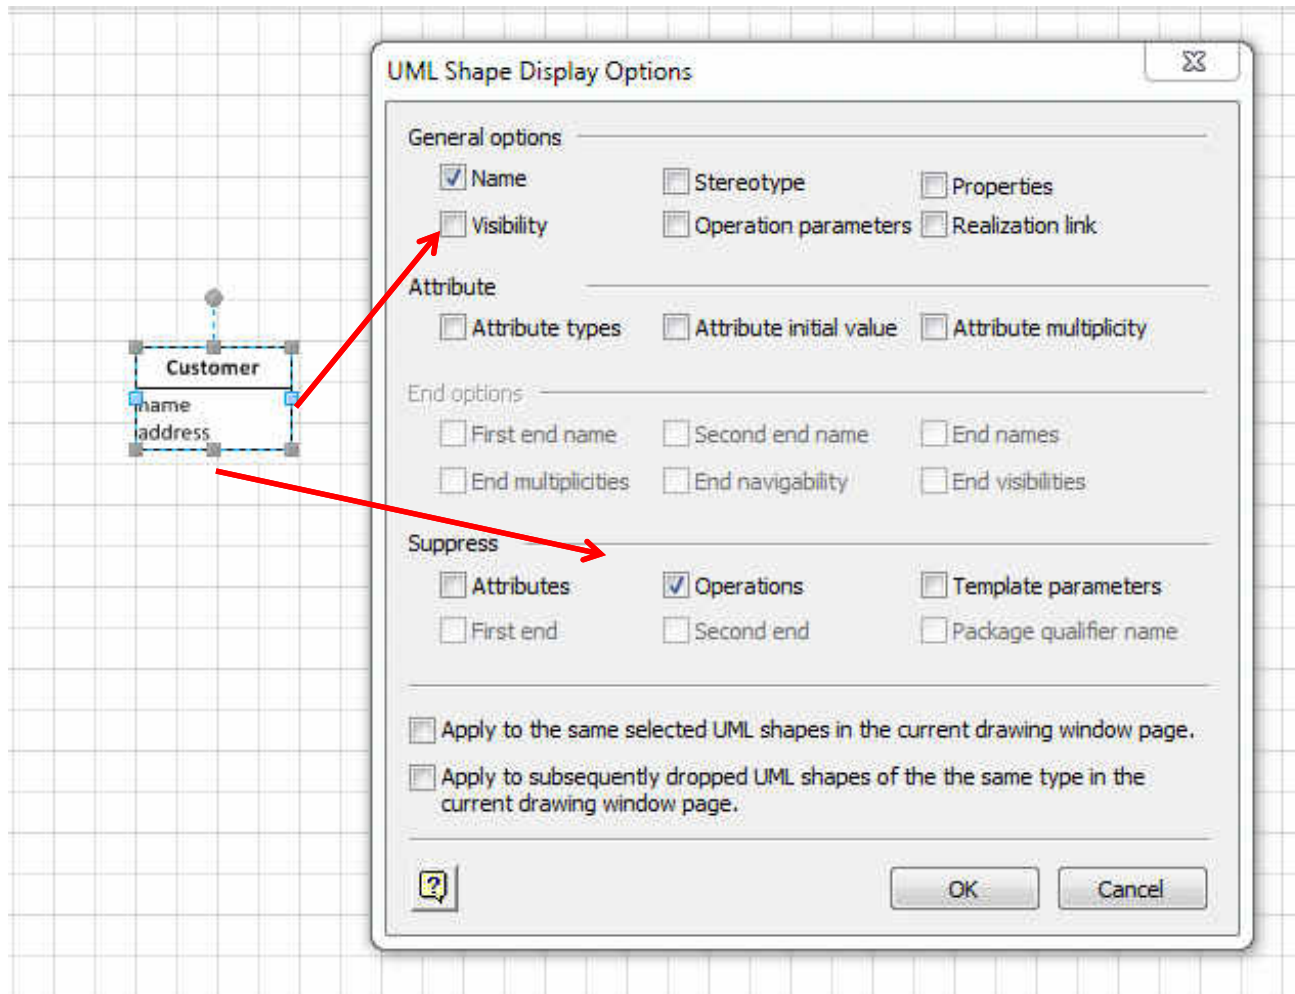 UML Shape Display Options
General options
Name Stereotype Properties
Visibility Operation parameters Realization link
Attribute
Attribute types Attribute initial value Attribute multiplicity
Customer
name
address
End options
First end name Second end name End names
End multiplicities End navigability End visibilities
Suppress
Attributes Operations Template parameters
First end Second end Package qualifier name
Apply to the same selected UML shapes in the current drawing window page.
Apply to subsequently dropped UML shapes of the the same type in the
current drawing window page.
?
OK Cancel